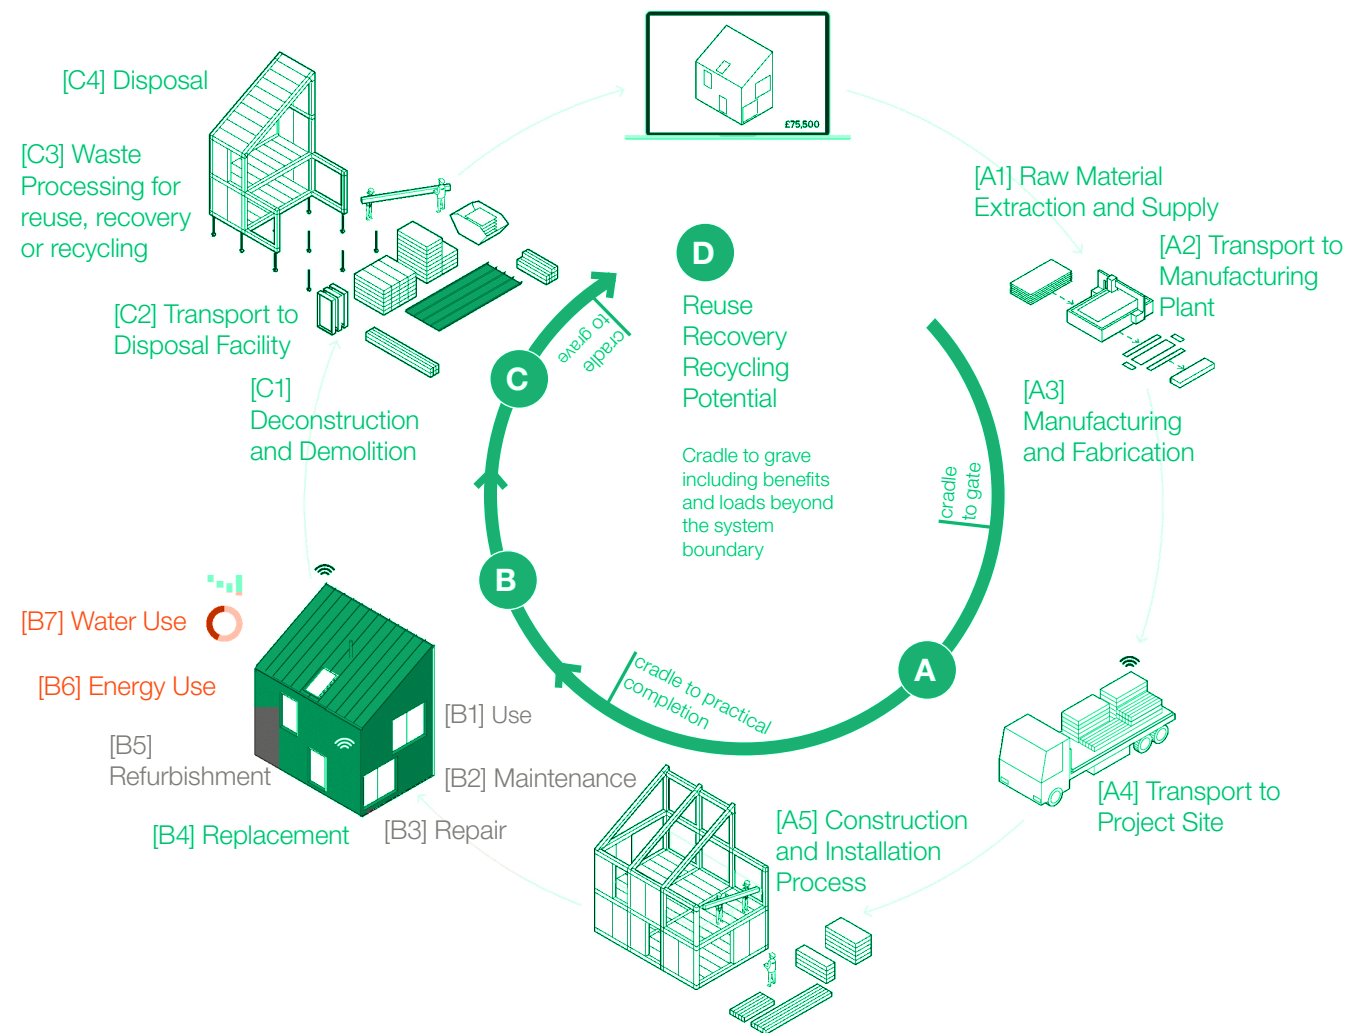 £75,500
[A1] Raw Material
Extraction and Supply
[A2] Transport to
Manufacturing
Plant
[A3]
Manufacturing
and Fabrication
[A4] Transport to
Project Site
[A5] Construction
and Installation
Process
[B1] Use
[B2] Maintenance
[B3] Repair
[B4] Replacement
[B5]
Refurbishment
[B6] Energy Use
[B7] Water Use
[C1]
Deconstruction
and Demolition
[C2] Transport to
Disposal Facility
[C3] Waste
Processing for
reuse, recovery
or recycling
[C4] Disposal
D
Reuse
Recovery
Recycling
Potential
Cradle to grave
including benefits
and loads beyond
the system
boundary
cradle
to gate
A
cradle to practical
completion
B
C
cradle
to grave